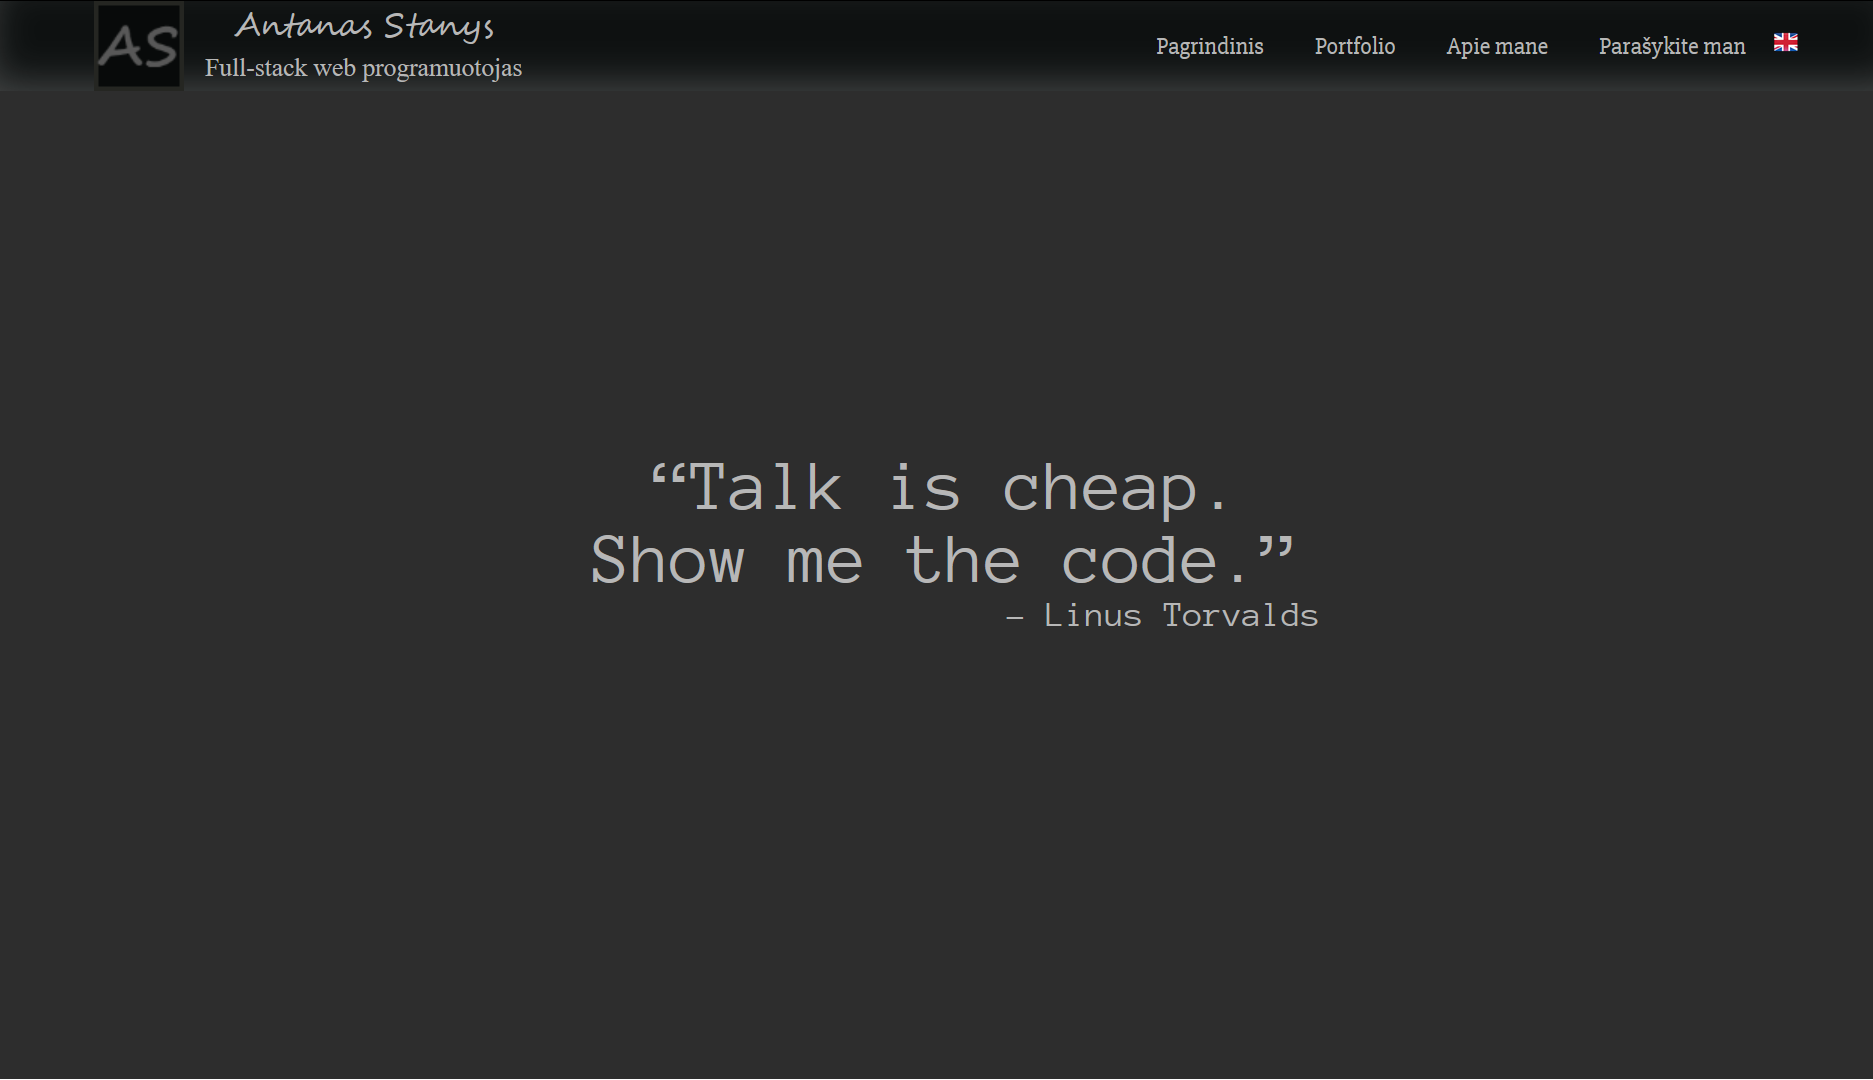 AS
Antanas Stanys
Full-stack web programuotojas
Pagrindinis
Portfolio
Apie mane
Parašykite man
“Talk is cheap.
Show me the code.”
– Linus Torvalds